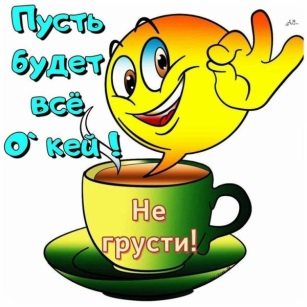 Пусть
будет
всё
О` кей !
Не
грусти!